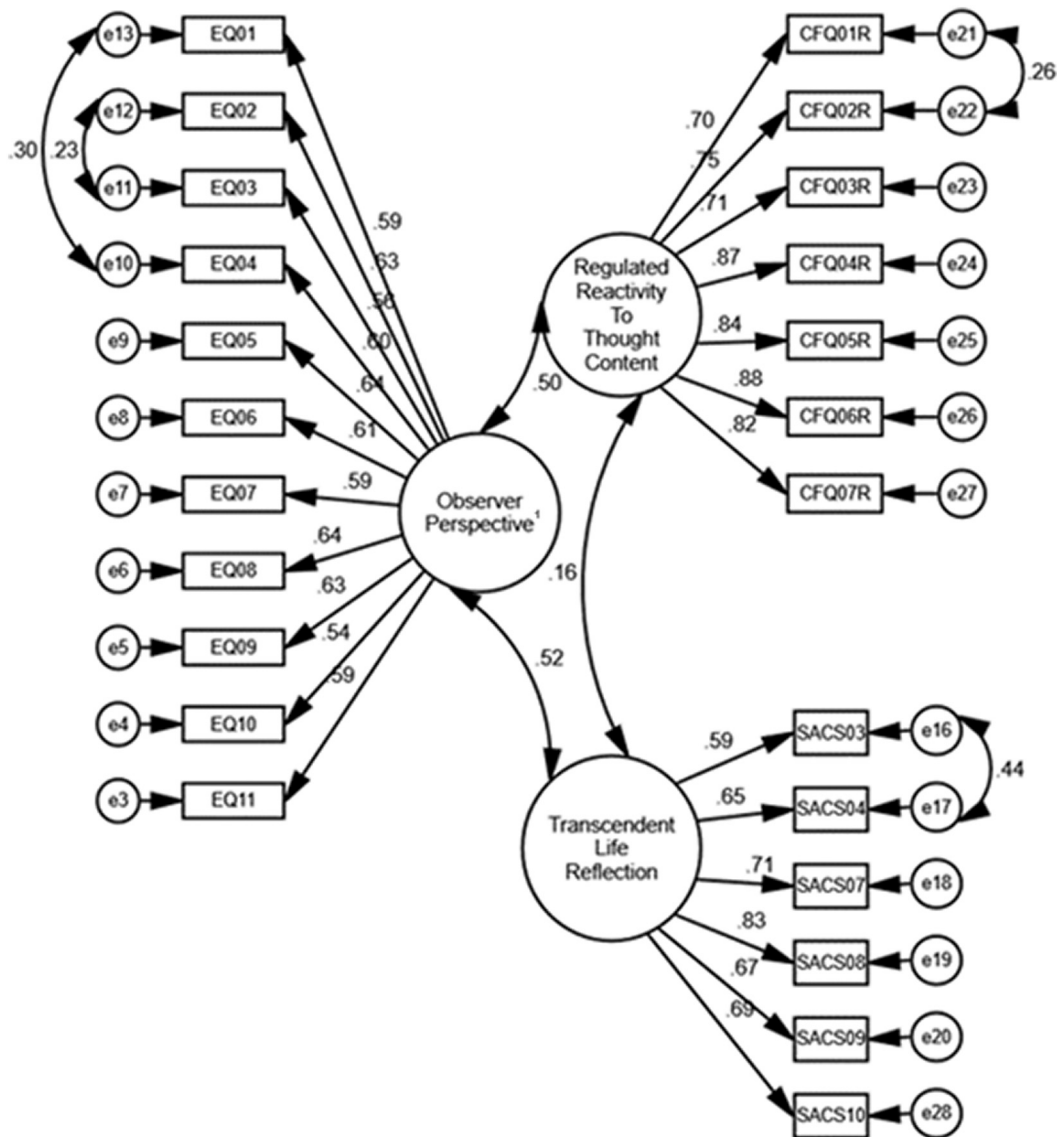 e13
EQ01
e12
EQ02
e11
EQ03
e10
EQ04
e9
EQ05
e8
EQ06
e7
EQ07
e6
EQ08
e5
EQ09
e4
EQ10
e3
EQ11
.30
.23
.59
.63
.56
.60
.64
.61
.59
.64
.63
.54
.59
Observer
Perspective¹
.50
.16
.52
Regulated
Reactivity
To
Thought
Content
.70
.75
.71
.87
.84
.88
.82
CFQ01R
e21
CFQ02R
e22
CFQ03R
e23
CFQ04R
e24
CFQ05R
e25
CFQ06R
e26
CFQ07R
e27
.26
Transcendent
Life
Reflection
.59
.65
.71
.83
.67
.69
SACS03
e16
SACS04
e17
SACS07
e18
SACS08
e19
SACS09
e20
SACS10
e28
.44